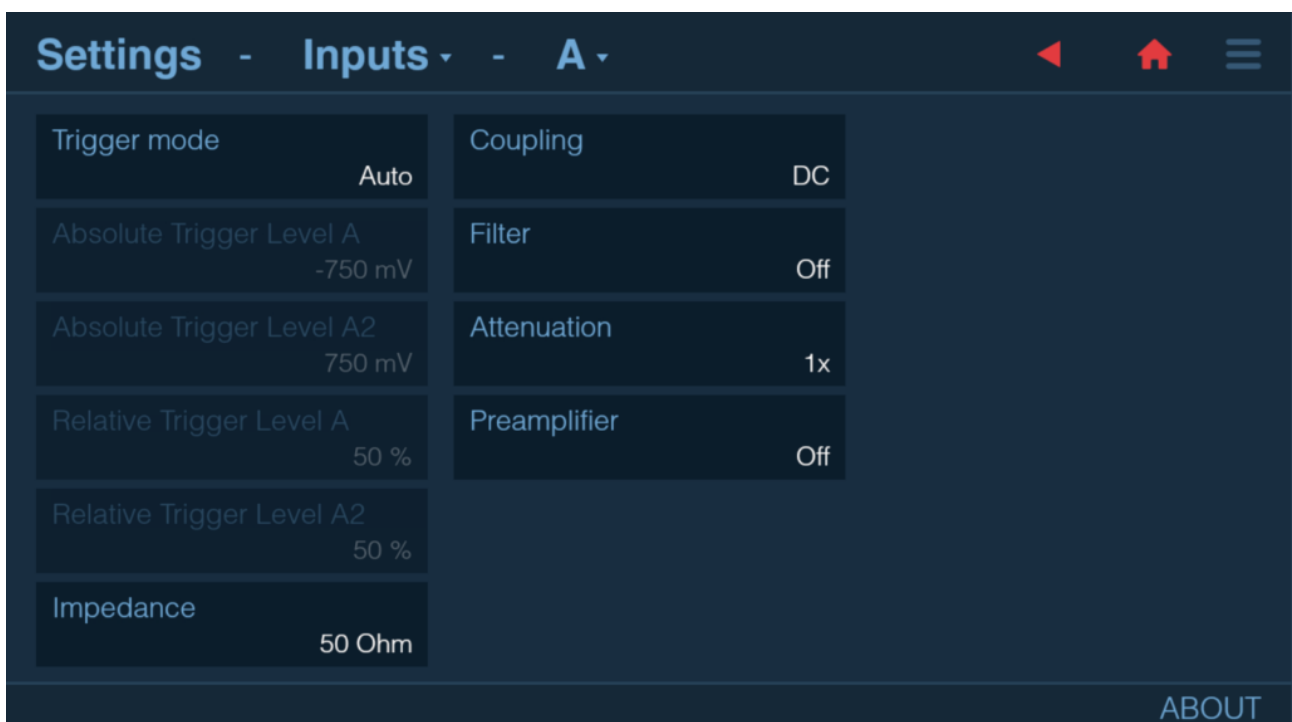 Settings - Inputs - A
Trigger mode
Auto
Absolute Trigger Level A
-750 mV
Absolute Trigger Level A2
750 mV
Relative Trigger Level A
50 %
Relative Trigger Level A2
50 %
Impedance
50 Ohm
Coupling
DC
Filter
Off
Attenuation
1x
Preamplifier
Off
ABOUT